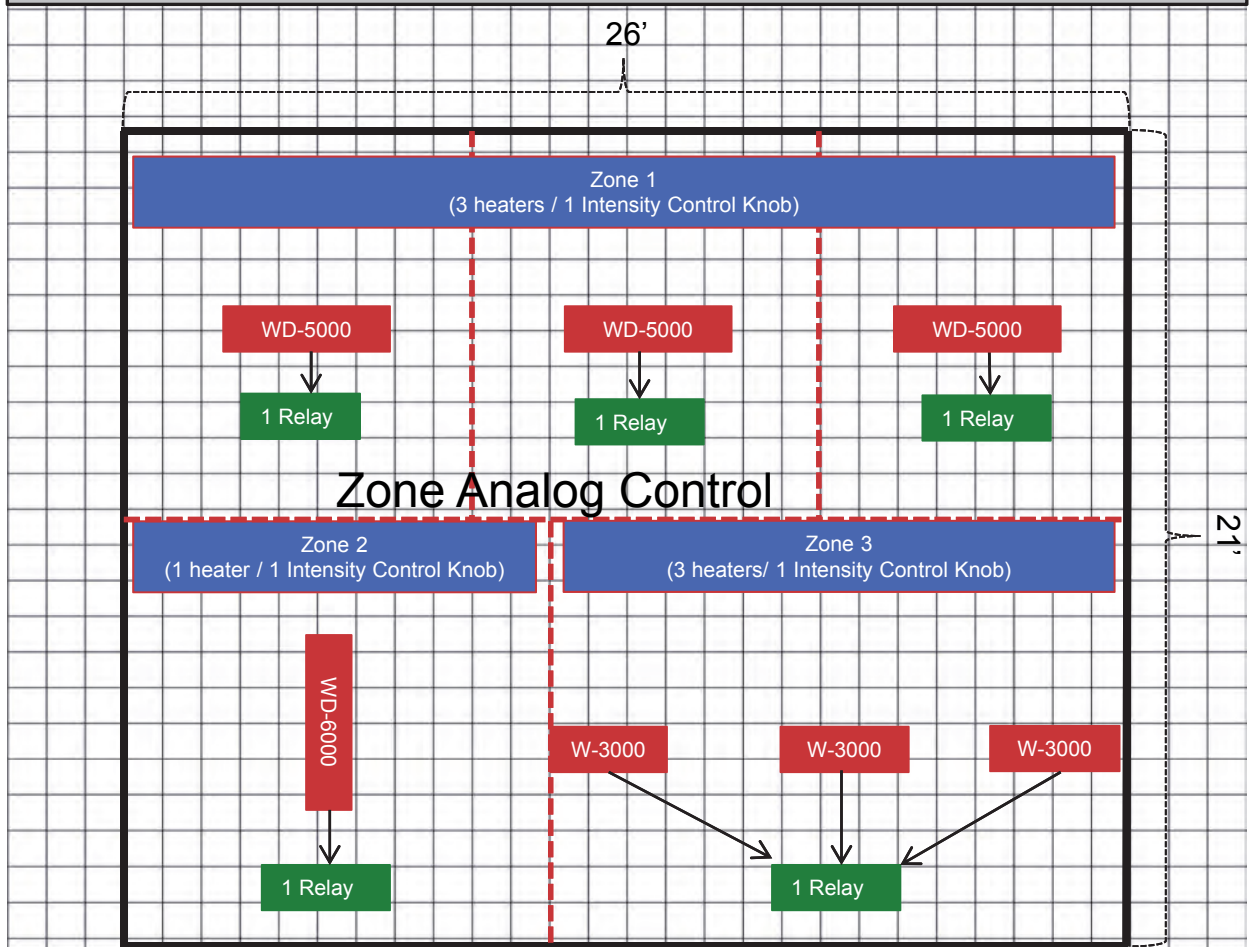 26’
Zone 1
(3 heaters / 1 Intensity Control Knob)
WD-5000
WD-5000
WD-5000
1 Relay
1 Relay
1 Relay
Zone Analog Control
21’
Zone 2
(1 heater / 1 Intensity Control Knob)
Zone 3
(3 heaters/ 1 Intensity Control Knob)
WD-6000
W-3000
W-3000
W-3000
1 Relay
1 Relay